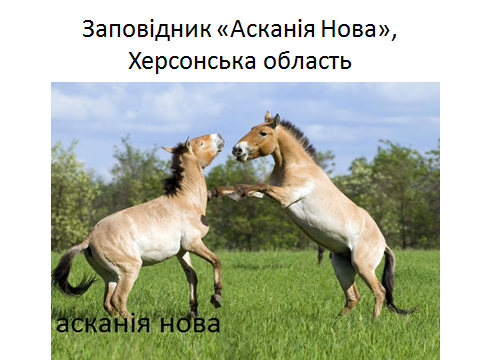 Заповідник «Асканія Нова»,
Херсонська область
асканія нова